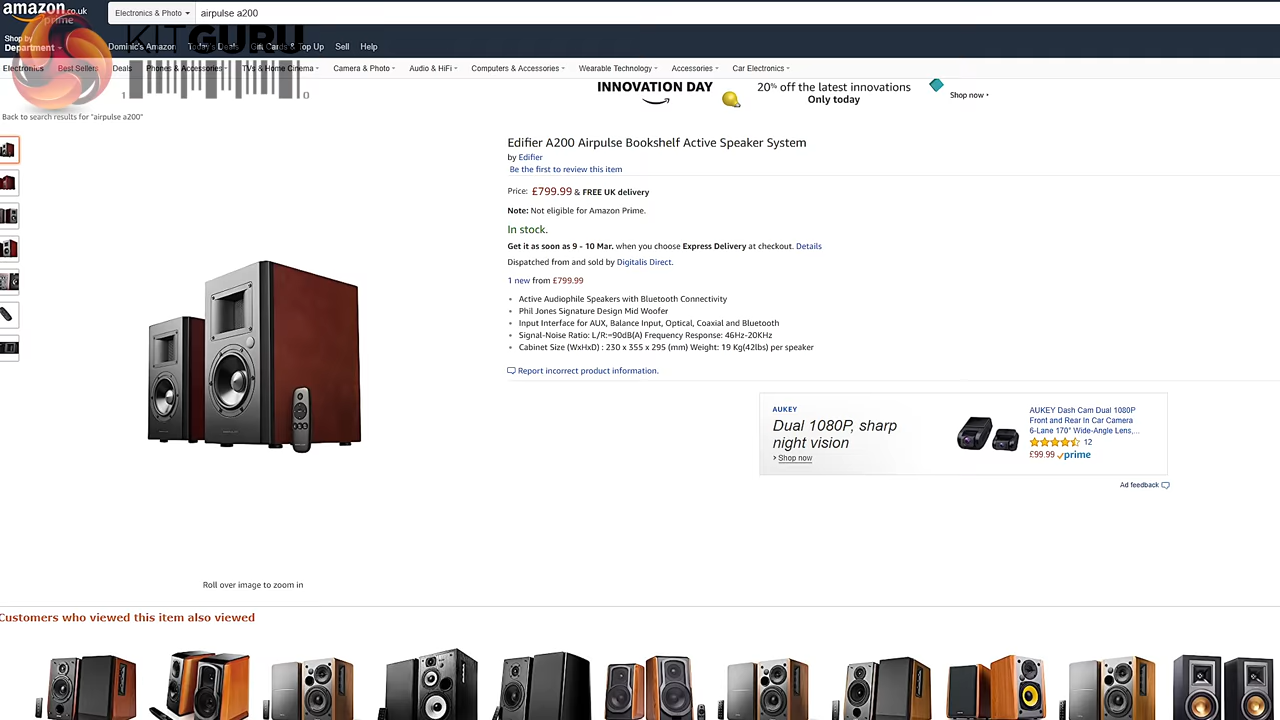 amazon.co.uk
prime
Electronics & Photo
airpulse a200
KITGURU
Shop by
Department
Dominic's Amazon Today's Deals Gift Cards & Top Up Sell Help
Electronics Best Sellers Deals Phones & Accessories TVs & Home Cinema Camera & Photo Audio & HiFi Computers & Accessories Wearable Technology Accessories Car Electronics
1 0
INNOVATION DAY
20% off the latest innovations
Only today
Shop now
Back to search results for "airpulse a200"
Edifier A200 Airpulse Bookshelf Active Speaker System
by Edifier
Be the first to review this item
Price: £799.99 & FREE UK delivery
Note: Not eligible for Amazon Prime.
In stock.
Get it as soon as 9 - 10 Mar. when you choose Express Delivery at checkout. Details
Dispatched from and sold by Digitalis Direct.
1 new from £799.99
• Active Audiophile Speakers with Bluetooth Connectivity
• Phil Jones Signature Design Mid Woofer
• Input Interface for AUX, Balance Input, Optical, Coaxial and Bluetooth
• Signal-Noise Ratio: L/R:=90dB(A) Frequency Response: 46Hz-20KHz
• Cabinet Size (WxHxD) : 230 x 355 x 295 (mm) Weight: 19 Kg(42lbs) per speaker
Report incorrect product information.
AUKEY
Dual 1080P, sharp
night vision
› Shop now
AUKEY Dash Cam Dual 1080P
Front and Rear In Car Camera
6-Lane 170° Wide-Angle Lens,...
12
£99.99 prime
Ad feedback
Roll over image to zoom in
Customers who viewed this item also viewed